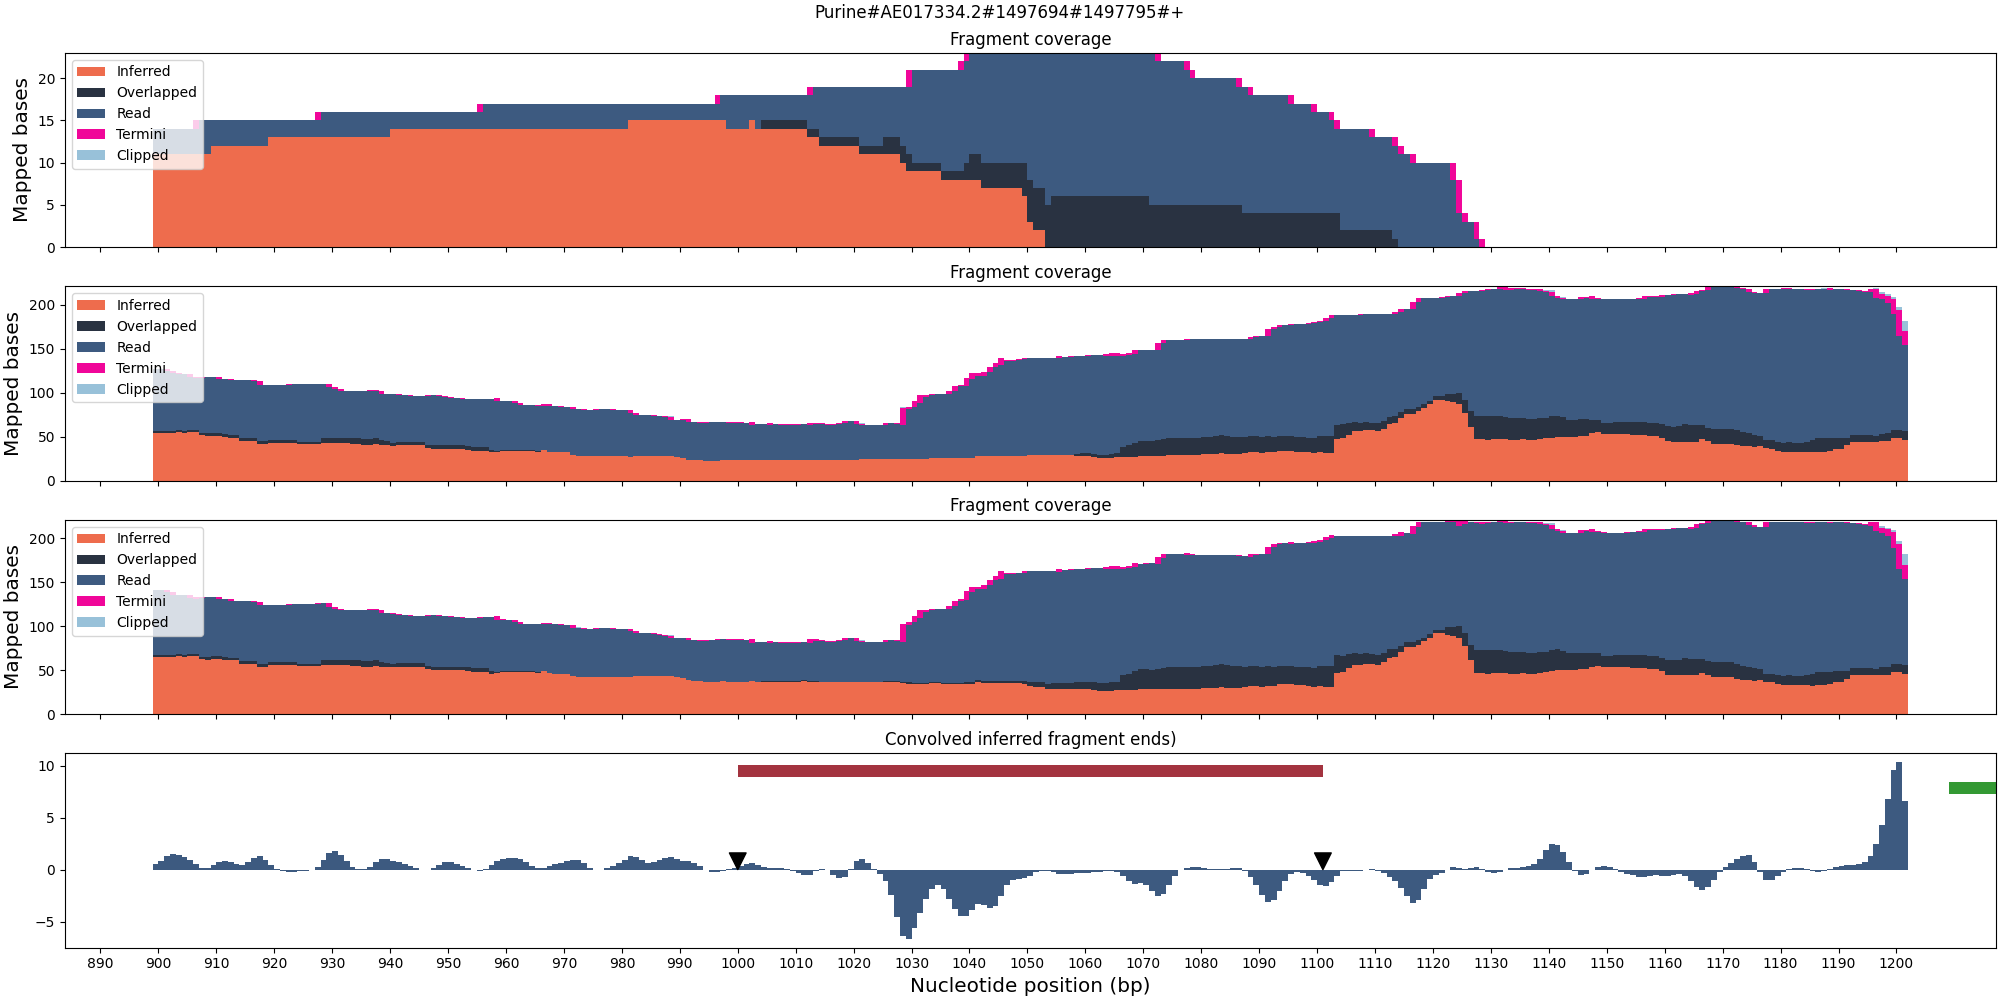 Purine#AE017334.2#1497694#1497795#+
Fragment coverage
Mapped bases
20
15
10
5
0
Inferred
Overlapped
Read
Termini
Clipped
Fragment coverage
Mapped bases
200
150
100
50
0
Inferred
Overlapped
Read
Termini
Clipped
Fragment coverage
Mapped bases
200
150
100
50
0
Inferred
Overlapped
Read
Termini
Clipped
Convolved inferred fragment ends)
10
5
0
−5
890 900 910 920 930 940 950 960 970 980 990 1000 1010 1020 1030 1040 1050 1060 1070 1080 1090 1100 1110 1120 1130 1140 1150 1160 1170 1180 1190 1200
Nucleotide position (bp)